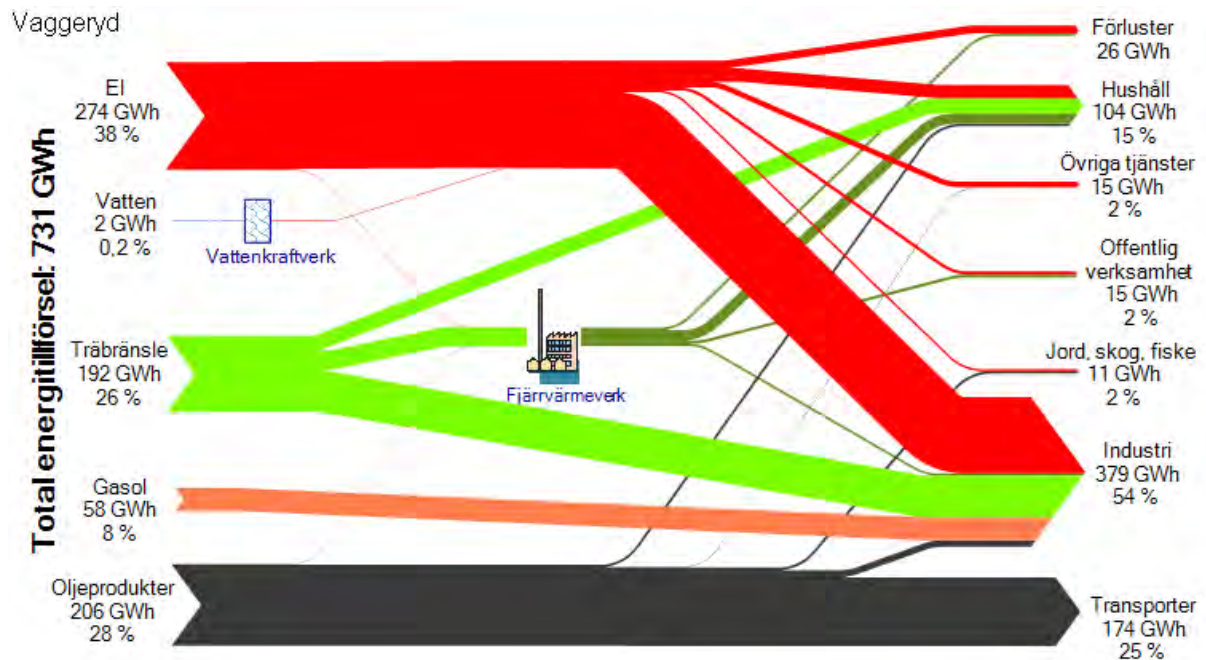 Vaggeryd
Total energitillförsel: 731 GWh
El
274 GWh
38 %
Vatten
2 GWh
0,2 %
Vattenkraftverk
Träbränsle
192 GWh
26 %
Fjärrvärmeverk
Gasol
58 GWh
8 %
Oljeprodukter
206 GWh
28 %
Förluster
26 GWh
Hushåll
104 GWh
15 %
Övriga tjänster
15 GWh
2 %
Offentlig
verksamhet
15 GWh
2 %
Jord, skog, fiske
11 GWh
2 %
Industri
379 GWh
54 %
Transporter
174 GWh
25 %